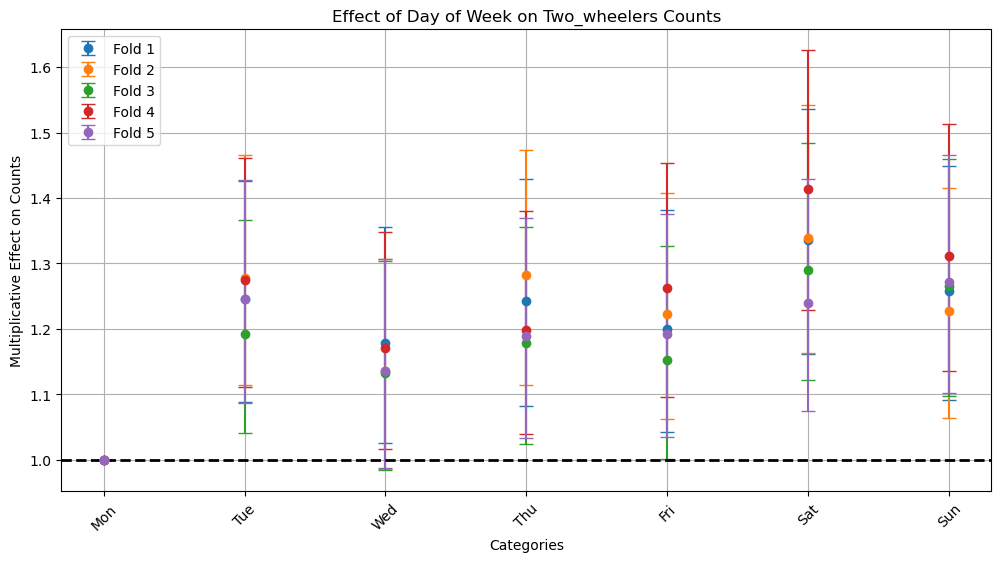 Effect of Day of Week on Two_wheelers Counts
Fold 1
Fold 2
Fold 3
Fold 4
Fold 5
Multiplicative Effect on Counts
1.6
1.5
1.4
1.3
1.2
1.1
1.0
Mon
Tue
Wed
Thu
Fri
Sat
Sun
Categories